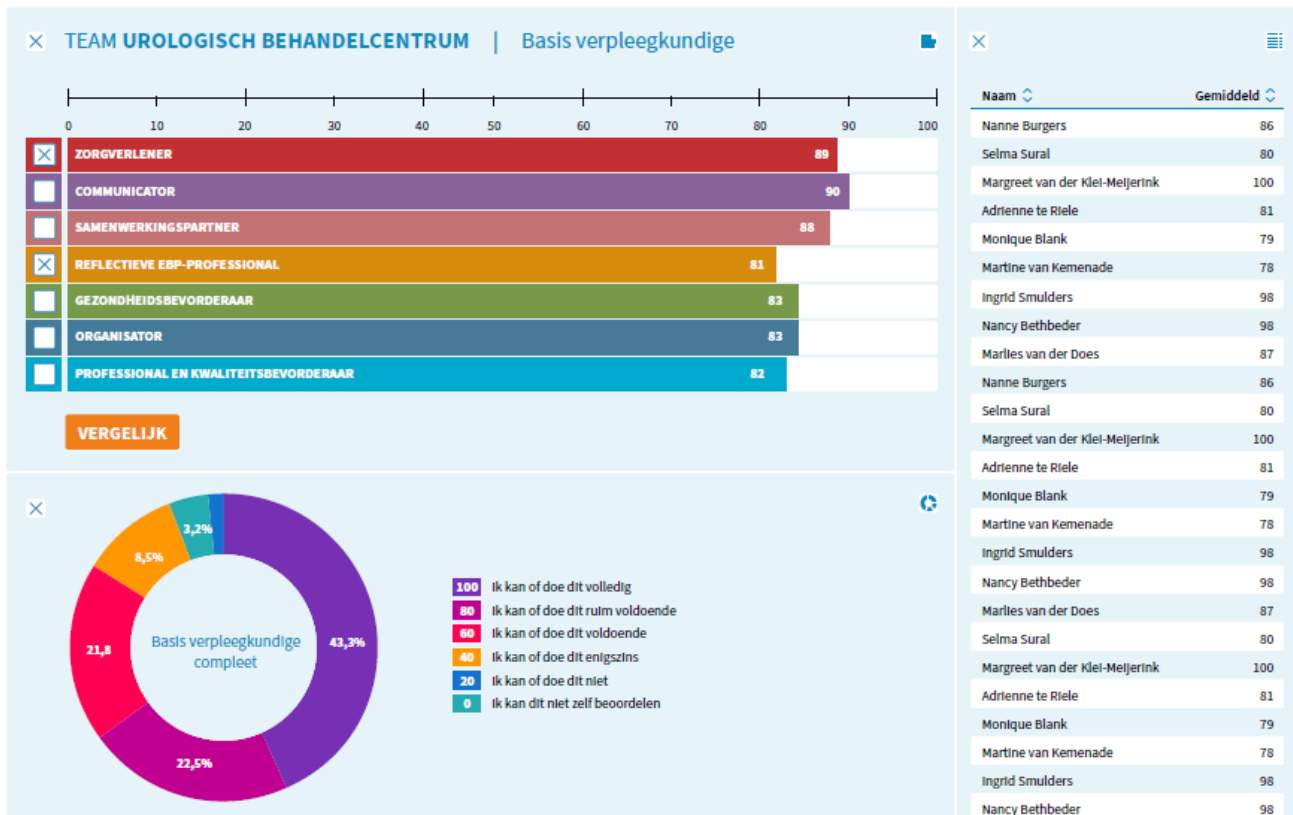 TEAM UROLOGISCH BEHANDELCENTRUM | Basis verpleegkundige
0 10 20 30 40 50 60 70 80 90 100
ZORGVERLENER 89
COMMUNICATOR 90
SAMENWERKINGSPARTNER 88
REFLECTIEVE EBP-PROFESSIONAL 81
GEZONDHEIDSBEVORDERAAR 83
ORGANISATOR 83
PROFESSIONAL EN KWALITEITSBEVORDERAAR 82
VERGELIJK
3,2%
8,5%
43,3%
21,8
22,5%
Basis verpleegkundige
compleet
100 Ik kan of doe dit volledig
80 Ik kan of doe dit ruim voldoende
60 Ik kan of doe dit voldoende
40 Ik kan of doe dit enigszins
20 Ik kan of doe dit niet
0 Ik kan dit niet zelf beoordelen
Naam Gemiddeld
Nanne Burgers 86
Selma Sural 80
Margreet van der Klei-Meijerink 100
Adrienne te Riele 81
Monique Blank 79
Martine van Kemenade 78
Ingrid Smulders 98
Nancy Bethbeder 98
Marlies van der Does 87
Nanne Burgers 86
Selma Sural 80
Margreet van der Klei-Meijerink 100
Adrienne te Riele 81
Monique Blank 79
Martine van Kemenade 78
Ingrid Smulders 98
Nancy Bethbeder 98
Marlies van der Does 87
Selma Sural 80
Margreet van der Klei-Meijerink 100
Adrienne te Riele 81
Monique Blank 79
Martine van Kemenade 78
Ingrid Smulders 98
Nancy Bethbeder 98